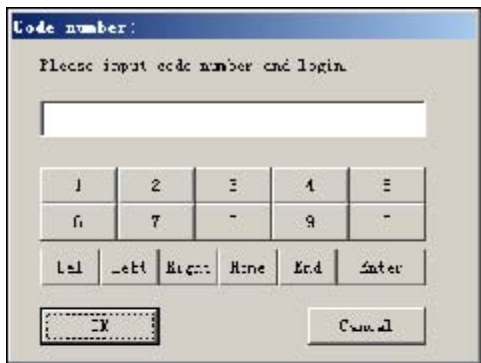 Code number:
Please input code number and login.
1 2 3 4 5
6 7 9
Del Left Right Home End Enter
OK Cancel